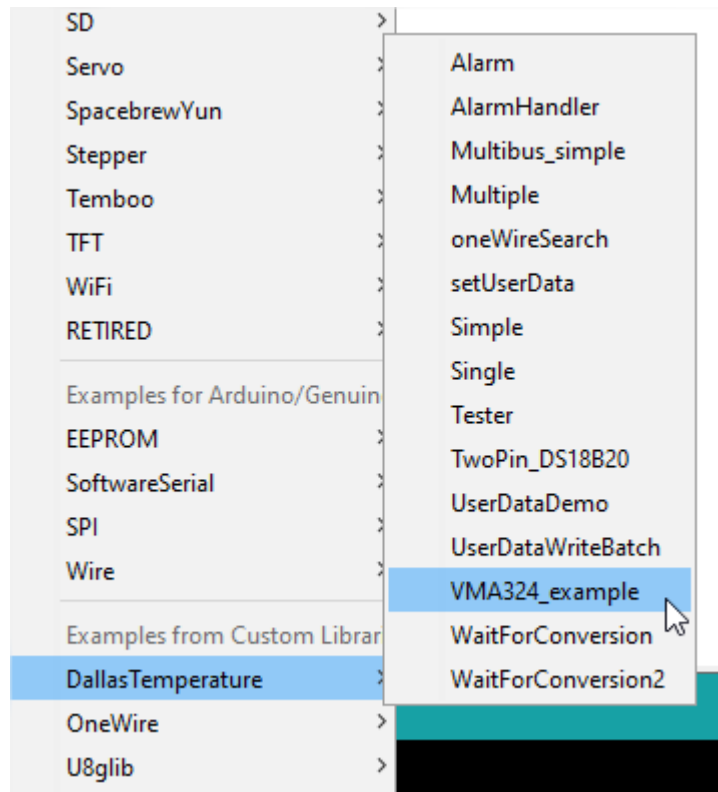 SD
Servo
SpacebrewYun
Stepper
Temboo
TFT
WiFi
RETIRED
Examples for Arduino/Genuin
EEPROM
SoftwareSerial
SPI
Wire
Examples from Custom Librar
DallasTemperature
OneWire
U8glib
Alarm
AlarmHandler
Multibus_simple
Multiple
oneWireSearch
setUserData
Simple
Single
Tester
TwoPin_DS18B20
UserDataDemo
UserDataWriteBatch
VMA324_example
WaitForConversion
WaitForConversion2